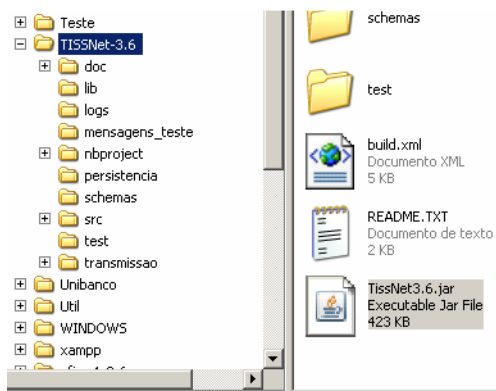 Teste
TISSNet-3.6
doc
lib
logs
mensagens_teste
nbproject
persistencia
schemas
src
test
transmissao
Unibanco
Util
WINDOWS
xampp
schemas
test
build.xml
Documento XML
5 KB
README.TXT
Documento de texto
2 KB
TissNet3.6.jar
Executable Jar File
423 KB